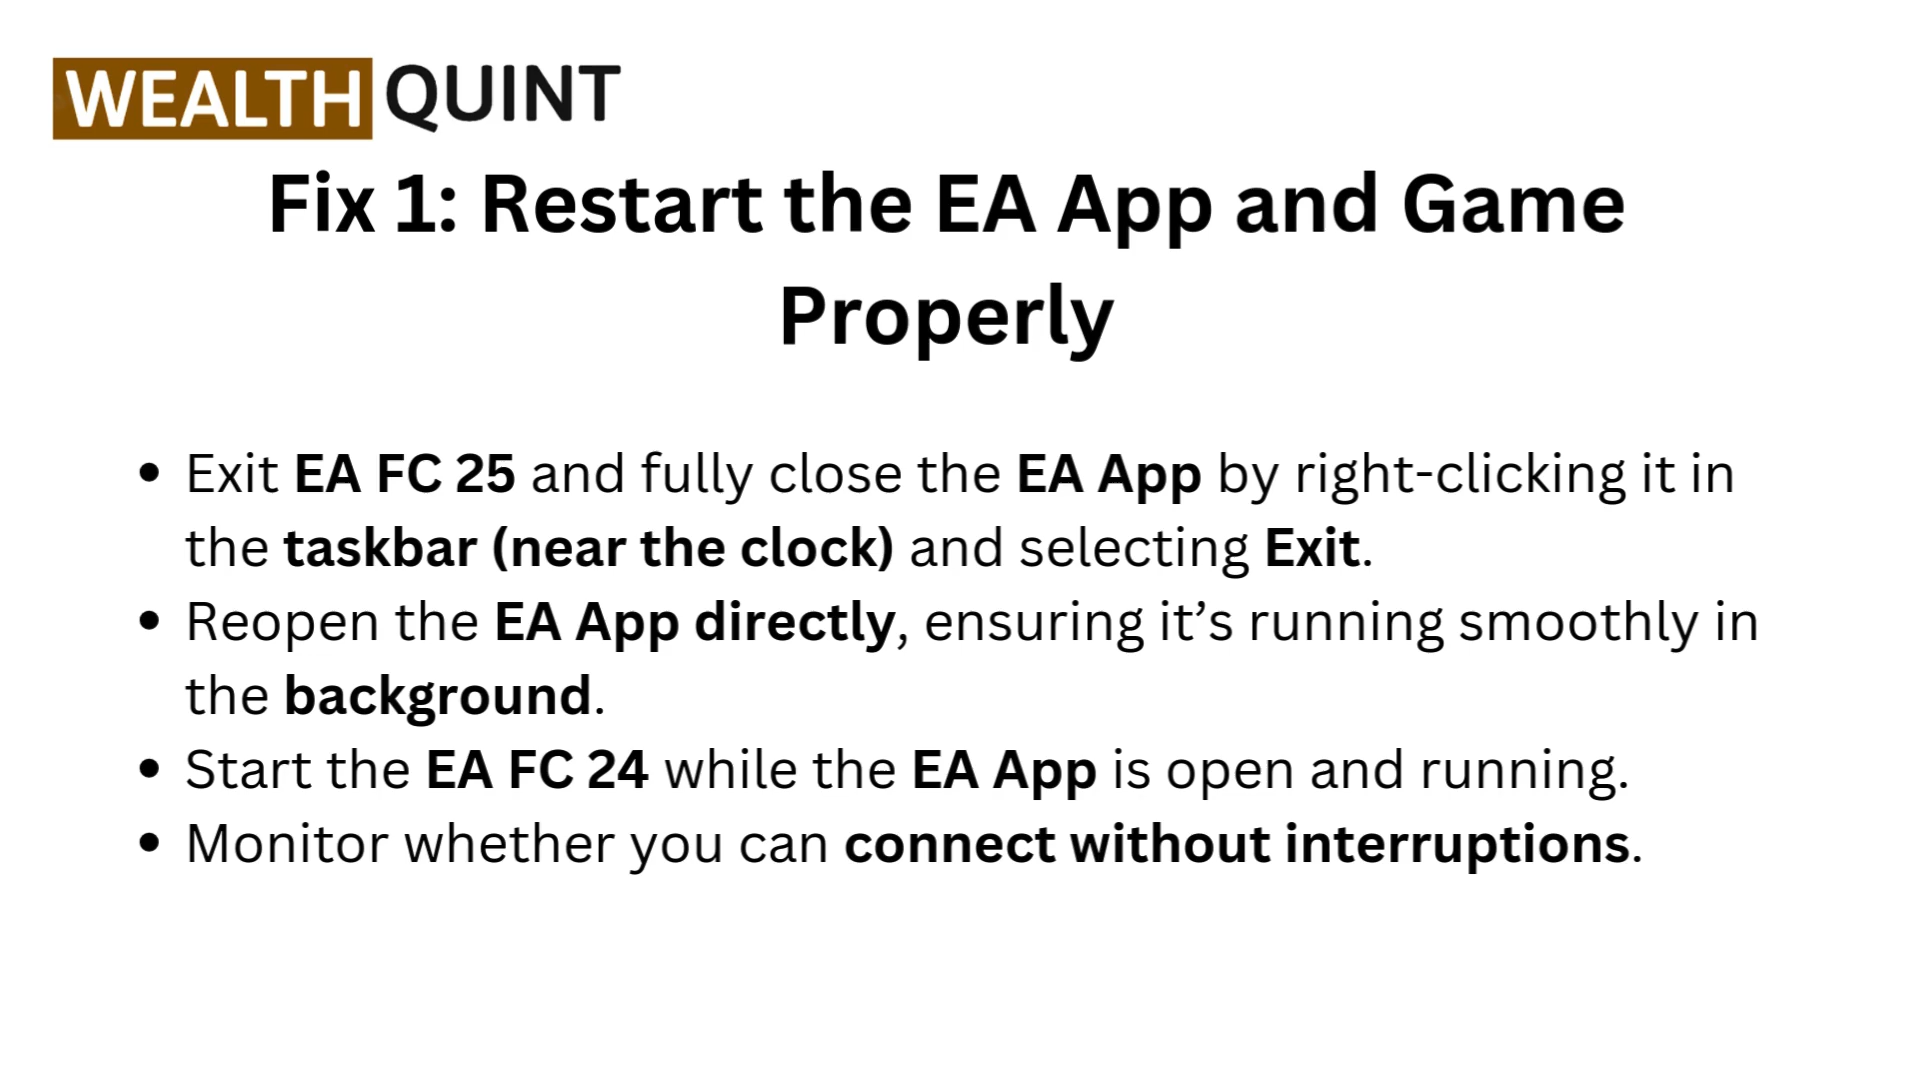 WEALTH QUINT
Fix 1: Restart the EA App and Game
Properly
• Exit EA FC 25 and fully close the EA App by right-clicking it in
the taskbar (near the clock) and selecting Exit.
• Reopen the EA App directly, ensuring it’s running smoothly in
the background.
• Start the EA FC 24 while the EA App is open and running.
• Monitor whether you can connect without interruptions.